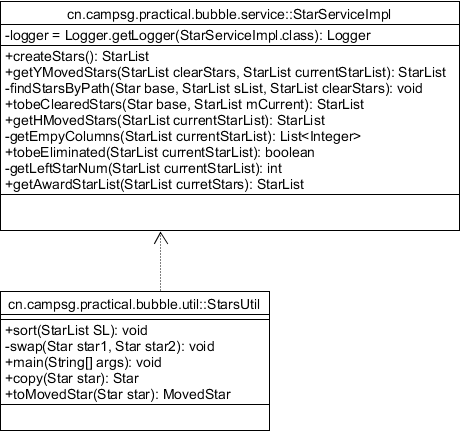 cn.campsg.practical.bubble.service::StarServiceImpl
-logger = Logger.getLogger(StarServiceImpl.class): Logger
+createStars(): StarList
+getYMovedStars(StarList clearStars, StarList currentStarList): StarList
-findStarsByPath(Star base, StarList sList, StarList clearStars): void
+tobeClearedStars(Star base, StarList mCurrent): StarList
+getHMovedStars(StarList currentStarList): StarList
-getEmpyColumns(StarList currentStarList): List<Integer>
+tobeEliminated(StarList currentStarList): boolean
-getLeftStarNum(StarList currentStarList): int
+getAwardStarList(StarList curretStars): StarList
cn.campsg.practical.bubble.util::StarsUtil
+sort(StarList SL): void
-swap(Star star1, Star star2): void
+main(String[] args): void
+copy(Star star): Star
+toMovedStar(Star star): MovedStar